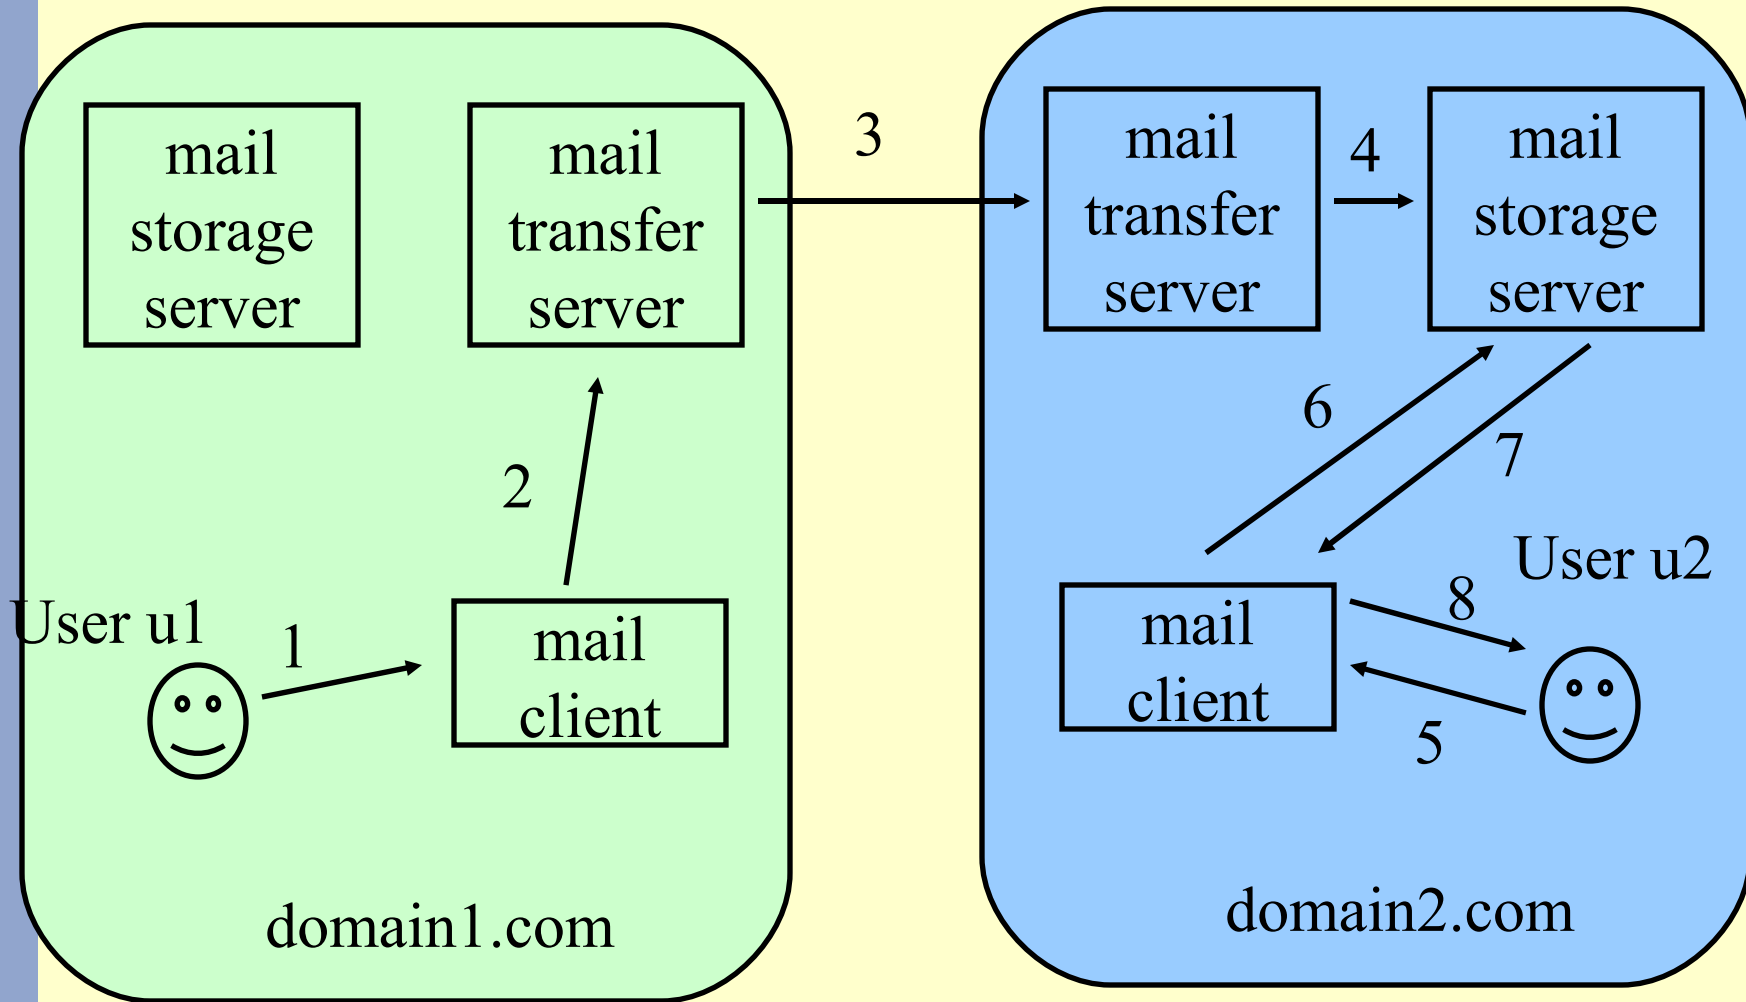 mail
storage
server
mail
transfer
server
3
mail
transfer
server
4
mail
storage
server
2
6
7
User u1
1
mail
client
User u2
8
mail
client
5
domain1.com
domain2.com